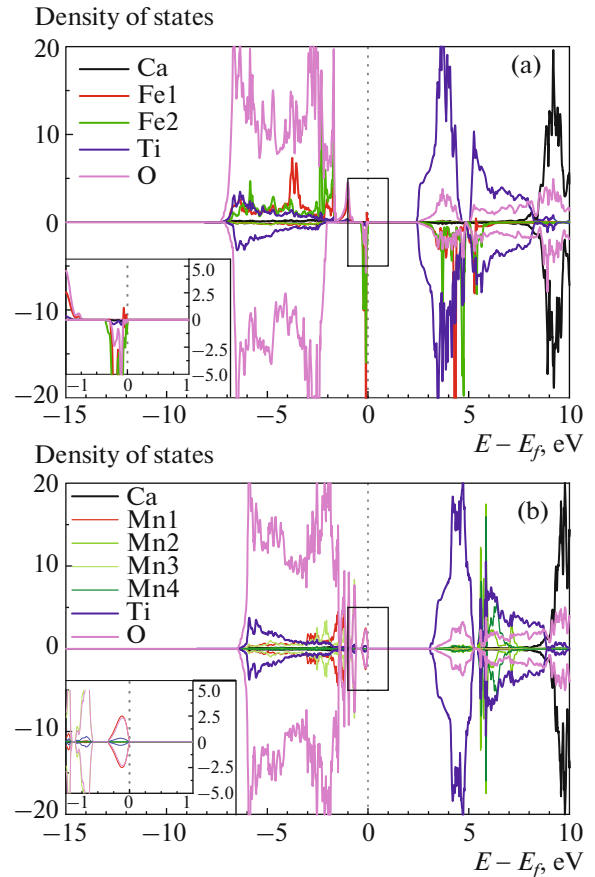 Density of states
20
10
0
−10
−20
(a)
Ca
Fe1
Fe2
Ti
O
5.0
2.5
0
−2.5
−5.0
−1 0 1
−15 −10 −5 0 5 10
E − Ef, eV
Density of states
20
10
0
−10
−20
(b)
Ca
Mn1
Mn2
Mn3
Mn4
Ti
O
5.0
2.5
0
−2.5
−5.0
−1 0 1
−15 −10 −5 0 5 10
E − Ef, eV